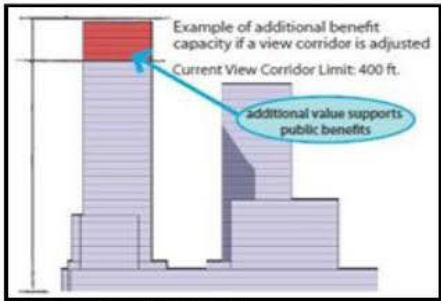 Example of additional benefit
capacity if a view corridor is adjusted
Current View Corridor Limit: 400 ft.
additional value supports
public benefits